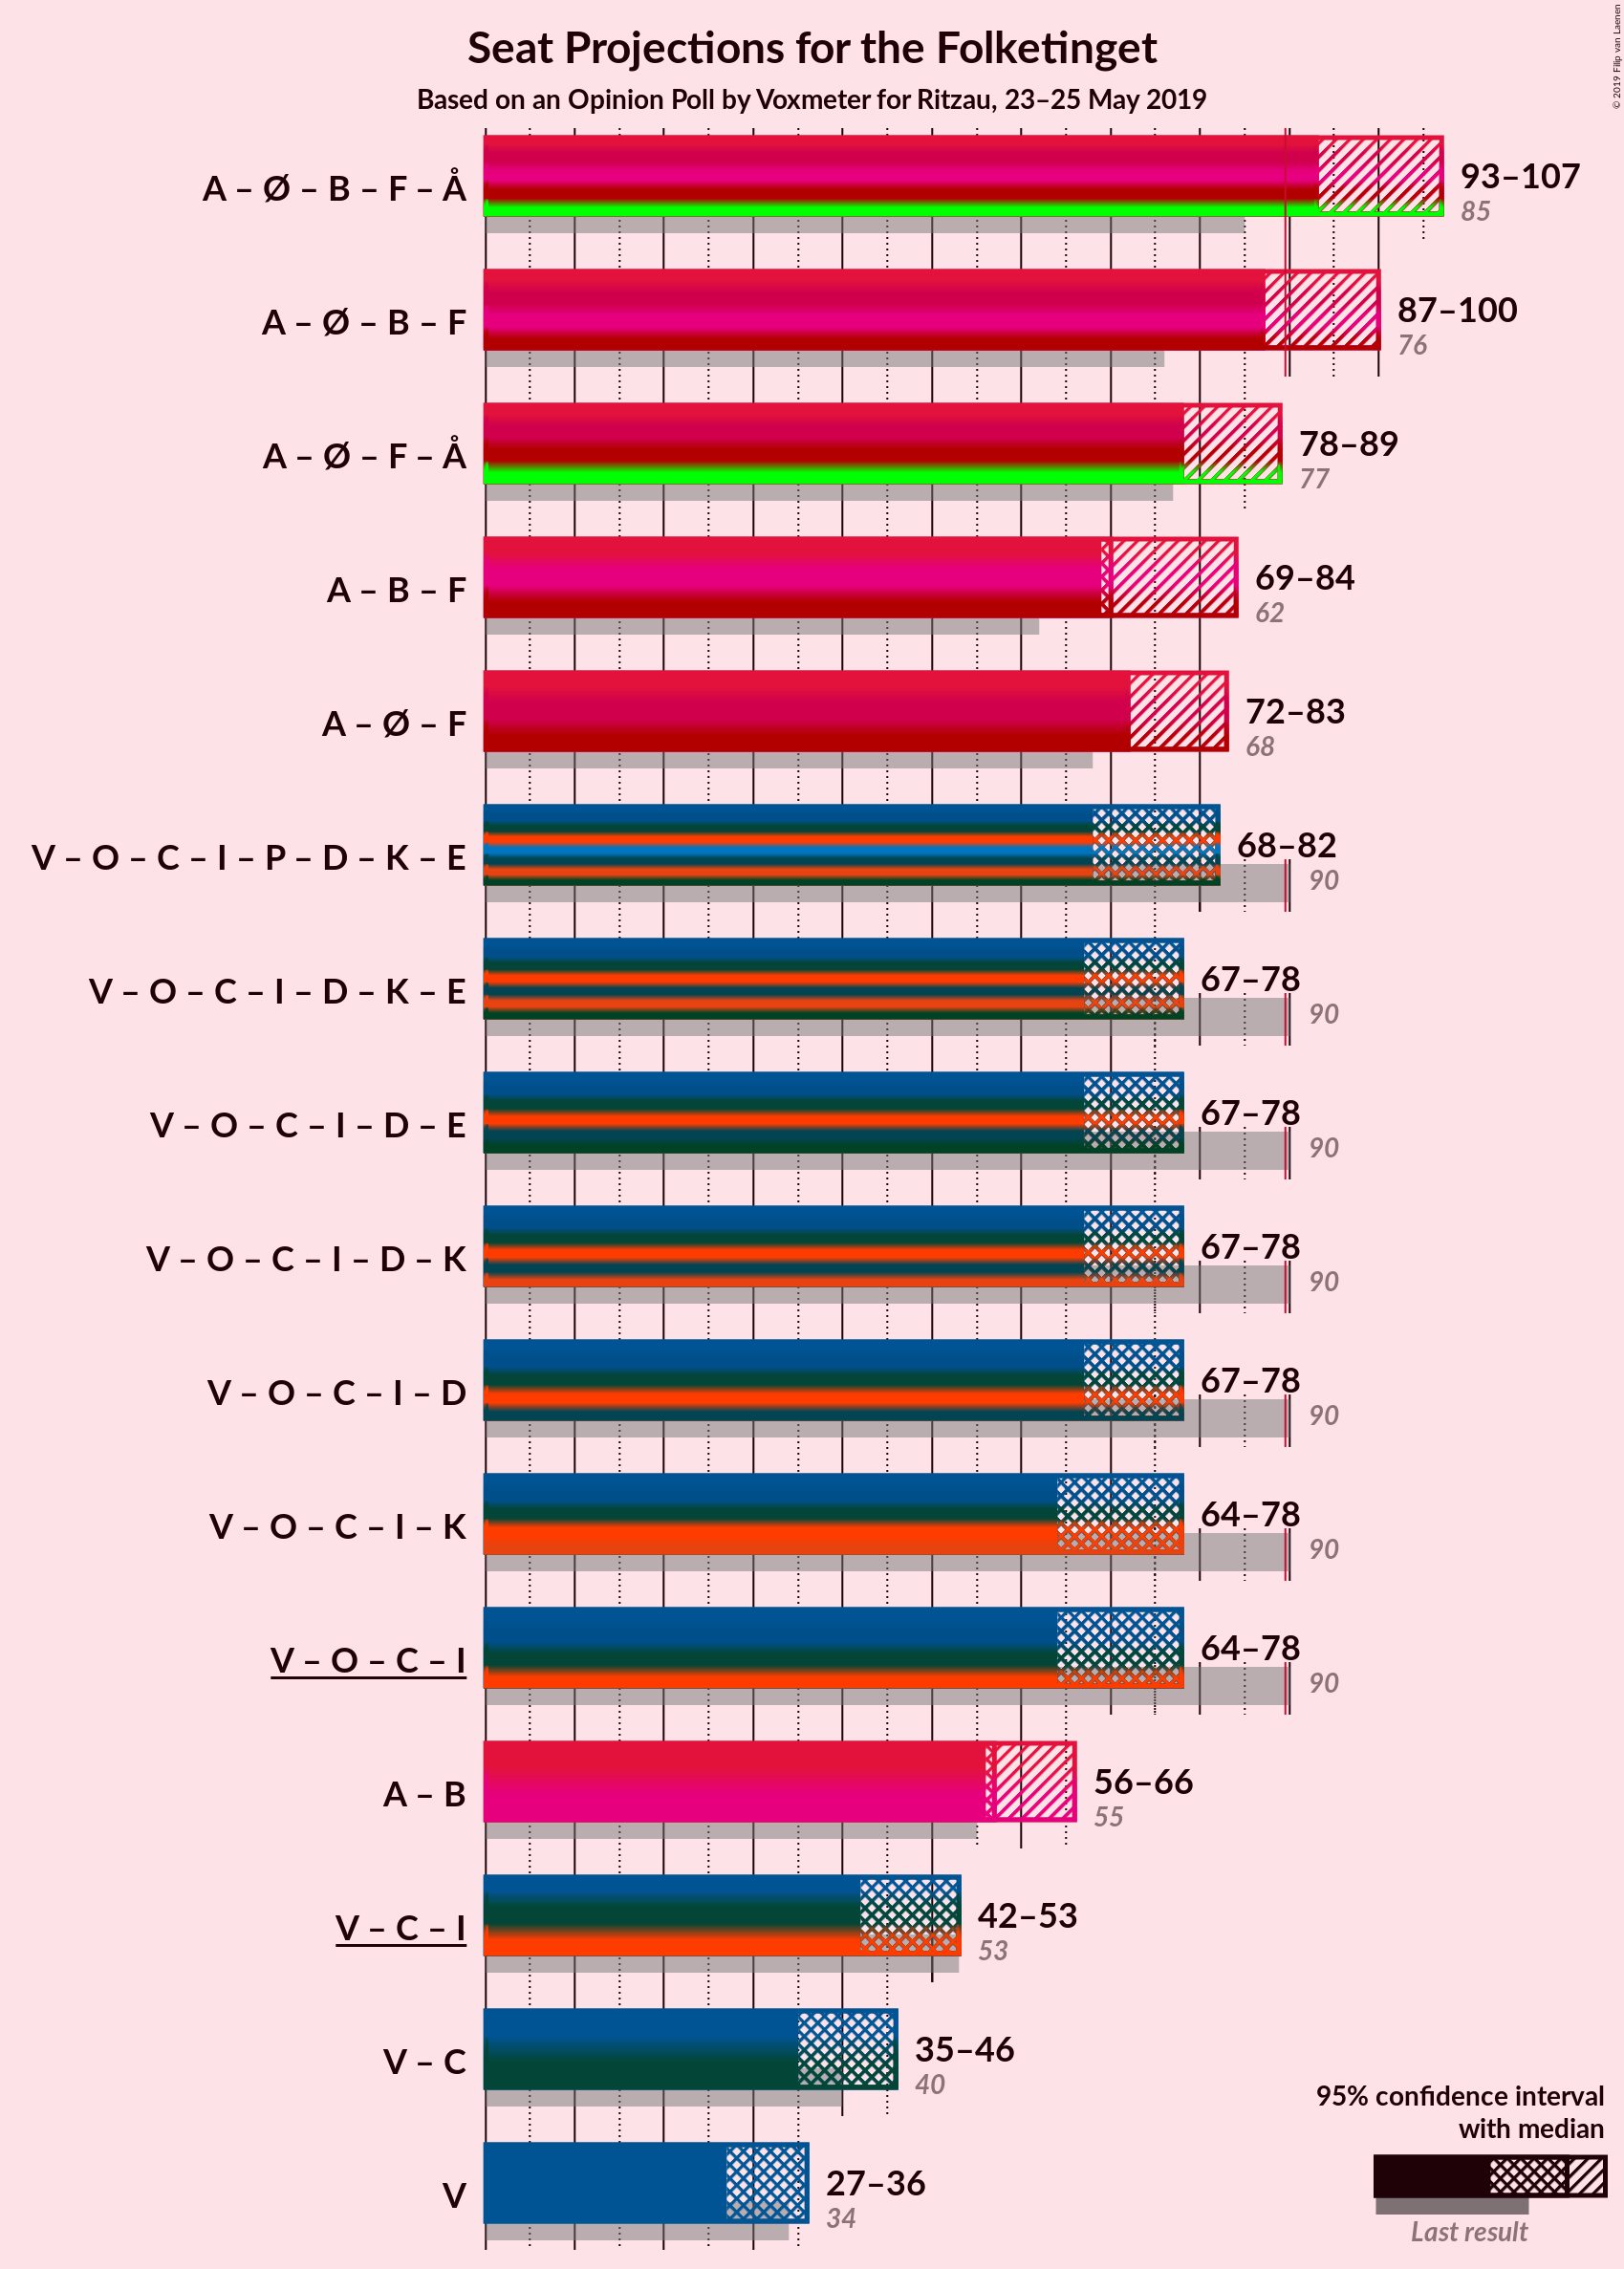 Seat Projections for the Folketinget
Based on an Opinion Poll by Voxmeter for Ritzau, 23–25 May 2019
© 2019 Filip van Laenen
A – Ø – B – F – Å
93–107
85
A – Ø – B – F
87–100
76
A – Ø – F – Å
78–89
77
A – B – F
69–84
62
A – Ø – F
72–83
68
V – O – C – I – P – D – K – E
68–82
90
V – O – C – I – D – K – E
67–78
90
V – O – C – I – D – E
67–78
90
V – O – C – I – D – K
67–78
90
V – O – C – I – D
67–78
90
V – O – C – I – K
64–78
90
V – O – C – I
64–78
90
A – B
56–66
55
V – C – I
42–53
53
V – C
35–46
40
V
27–36
34
95% confidence interval
with median
Last result